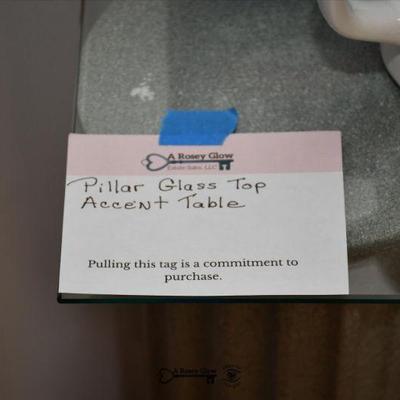 A Rosey Glow
Estate Sales, LLC
Pillar Glass Top
Accent Table
Pulling this tag is a commitment to
purchase.
A Rosey Glow